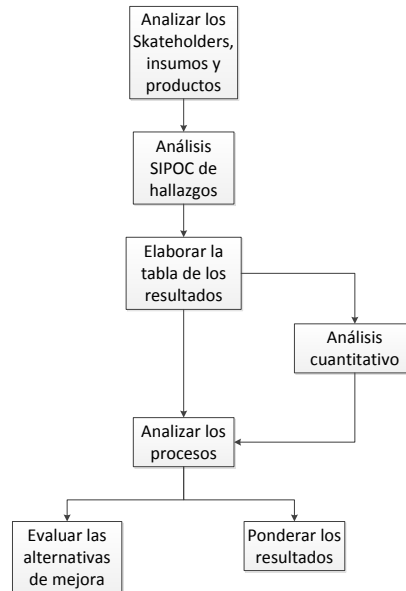 Analizar los
Skateholders,
insumos y
productos
Análisis
SIPOC de
hallazgos
Elaborar la
tabla de los
resultados
Análisis
cuantitativo
Analizar los
procesos
Evaluar las
alternativas
de mejora
Ponderar los
resultados